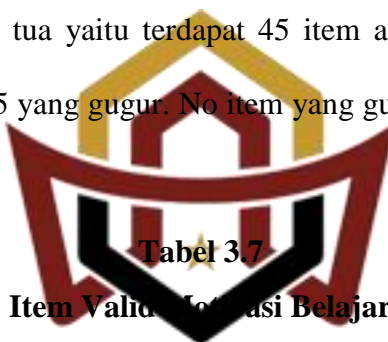 tua yaitu terdapat 45 item a
5 yang gugur. No item yang gu
Tabel 3.7
Item Valid Motivasi Belajar